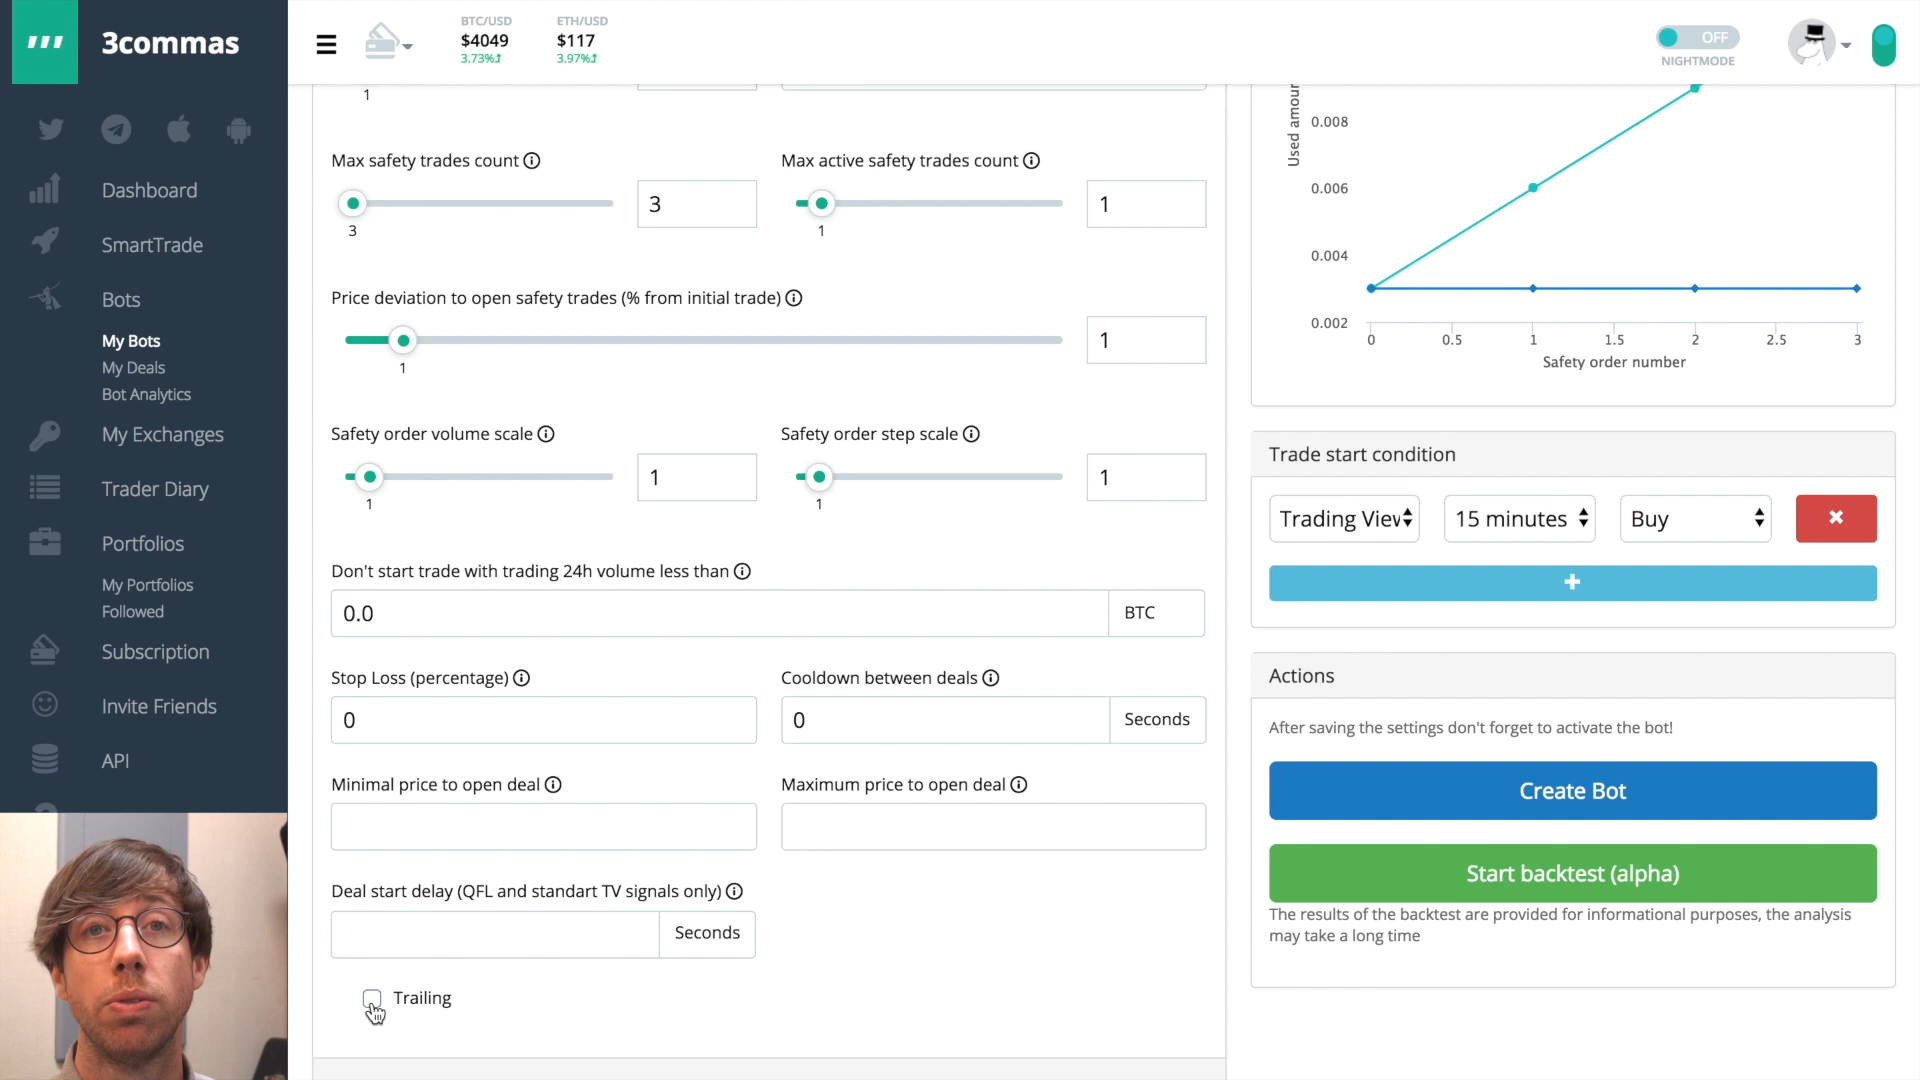 3commas
BTC/USD
$4049
3.73%
ETH/USD
$117
3.97%
OFF
NIGHTMODE
Dashboard
SmartTrade
Bots
My Bots
My Deals
Bot Analytics
My Exchanges
Trader Diary
Portfolios
My Portfolios
Followed
Subscription
Invite Friends
API
1
Max safety trades count
3
3
Max active safety trades count
1
1
Price deviation to open safety trades (% from initial trade)
1
1
Safety order volume scale
1
1
Safety order step scale
1
1
Don't start trade with trading 24h volume less than
0.0
BTC
Stop Loss (percentage)
0
Cooldown between deals
0
Seconds
Minimal price to open deal
Maximum price to open deal
Deal start delay (QFL and standart TV signals only)
Seconds
Trailing
Used amour
0.008
0.006
0.004
0.002
0 0.5 1 1.5 2 2.5 3
Safety order number
Trade start condition
Trading Viev
15 minutes
Buy
Actions
After saving the settings don't forget to activate the bot!
Create Bot
Start backtest (alpha)
The results of the backtest are provided for informational purposes, the analysis
may take a long time